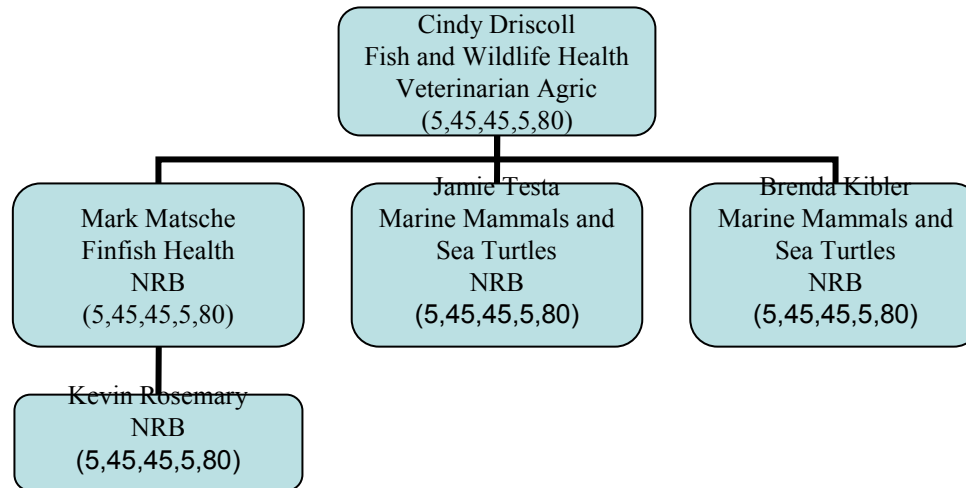 Cindy Driscoll
Fish and Wildlife Health
Veterinarian Agric
(5,45,45,5,80)
Mark Matsche
Finfish Health
NRB
(5,45,45,5,80)
Jamie Testa
Marine Mammals and
Sea Turtles
NRB
(5,45,45,5,80)
Brenda Kibler
Marine Mammals and
Sea Turtles
NRB
(5,45,45,5,80)
Kevin Rosemary
NRB
(5,45,45,5,80)